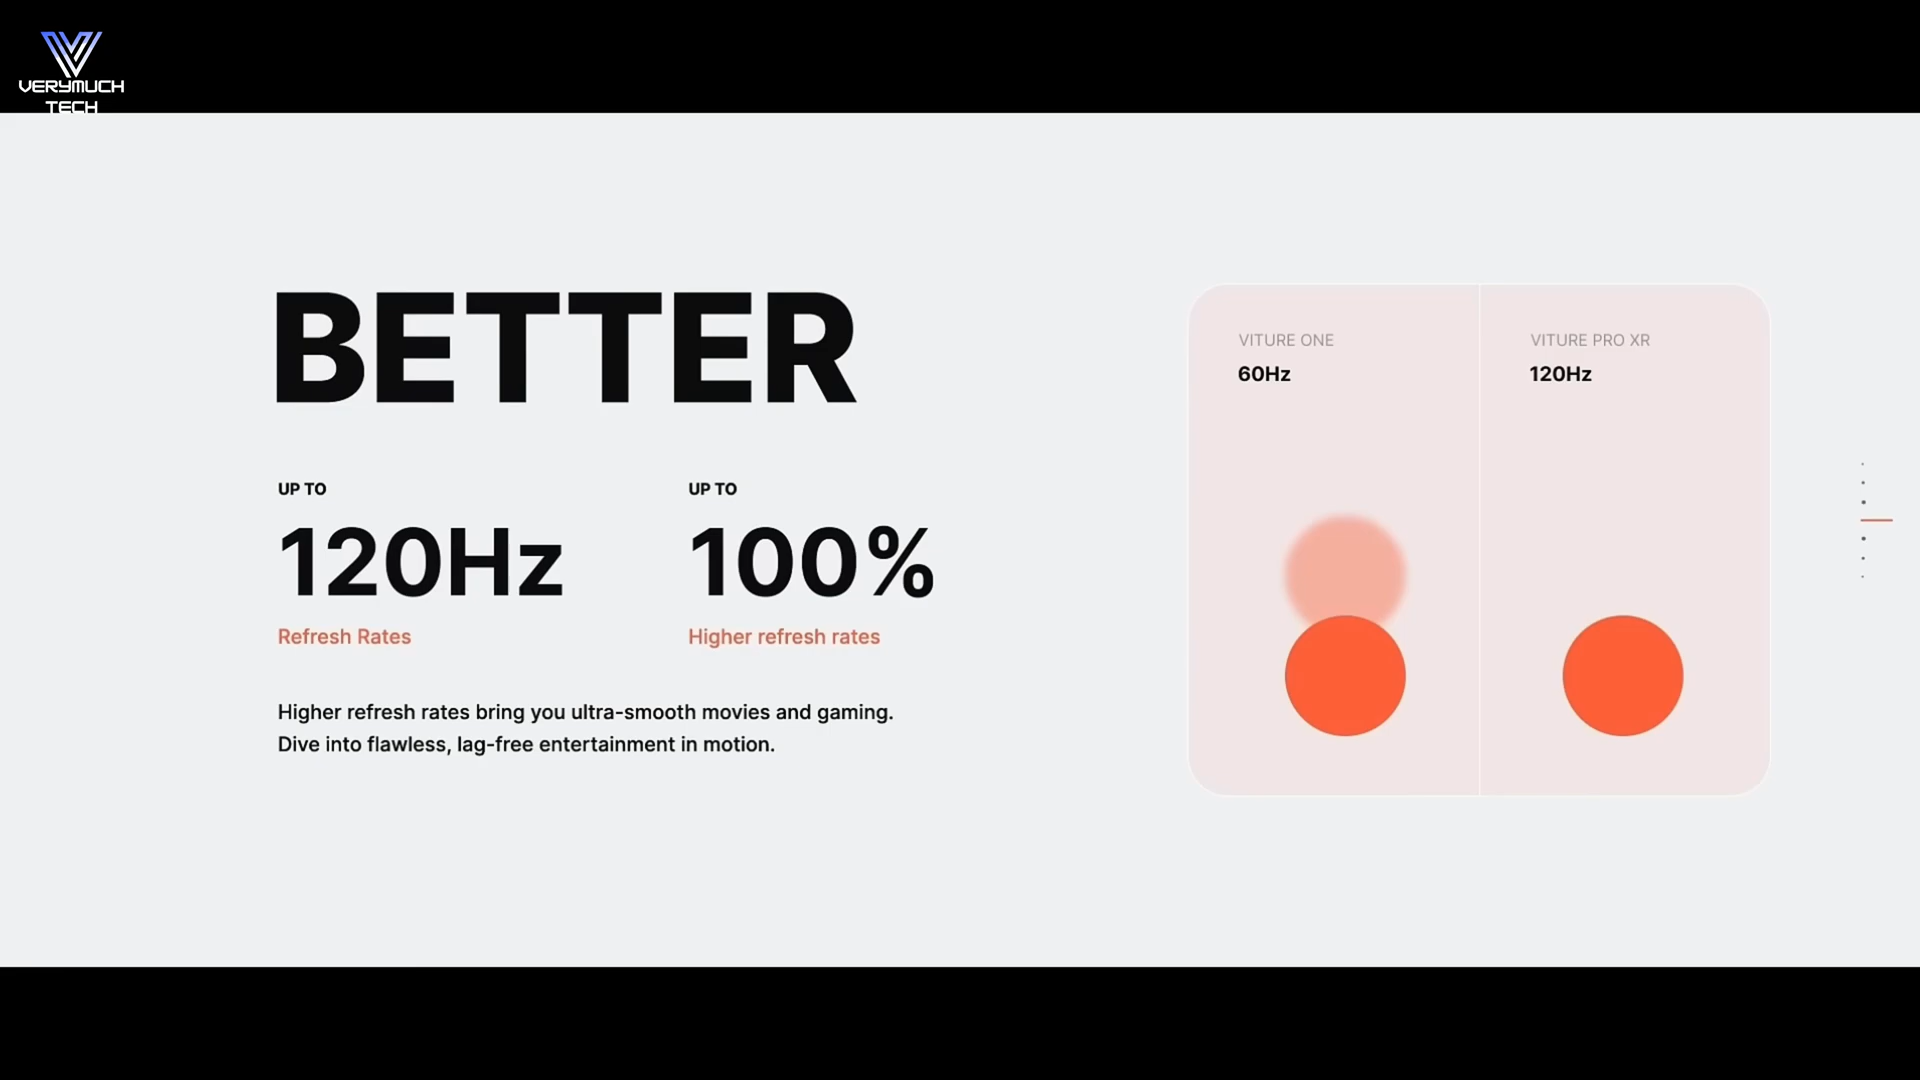 VERYMUCH
TECH
BETTER
UP TO
120Hz
Refresh Rates
UP TO
100%
Higher refresh rates
Higher refresh rates bring you ultra-smooth movies and gaming.
Dive into flawless, lag-free entertainment in motion.
VITURE ONE
60Hz
VITURE PRO XR
120Hz